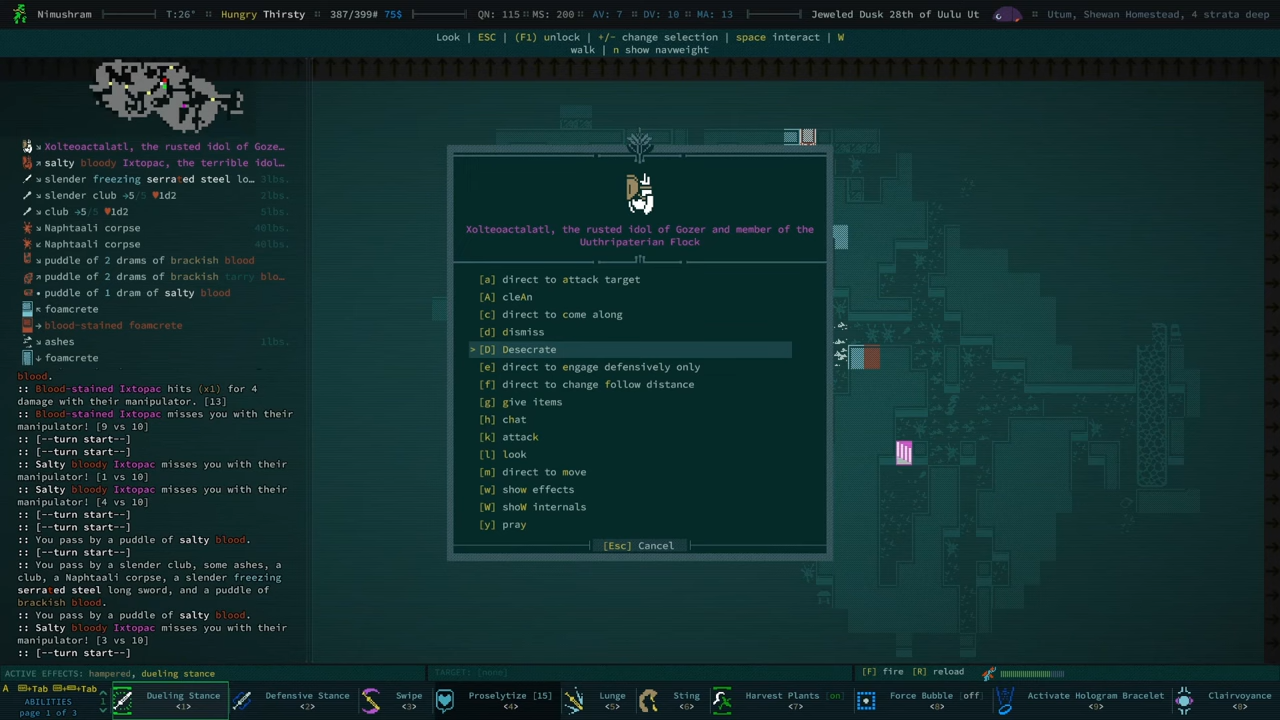 Nimushram T:26° :: Hungry Thirsty :: 387/399# 75$ QN: 115 :: MS: 200 :: AV: 7 :: DV: 10 :: MA: 13 Jeweled Dusk 28th of Uulu Ut :: Utum, Shewan Homestead, 4 strata deep
Look | ESC | (F1) unlock | +/- change selection | space interact | W
walk | n show navweight
Xolteoactalatl, the rusted idol of Goze…
salty bloody Ixtopac, the terrible idol…
slender freezing serrated steel lo… 3lbs.
slender club →5/5 ♥1d2 2lbs.
club →5/5 ♥1d2 5lbs.
Naphtaali corpse 40lbs.
Naphtaali corpse 40lbs.
puddle of 2 drams of brackish blood
puddle of 2 drams of brackish tarry blo…
puddle of 1 dram of salty blood
foamcrete
blood-stained foamcrete
ashes 1lbs.
foamcrete
blood.
:: Blood-stained Ixtopac hits (x1) for 4
damage with their manipulator. [13]
:: Blood-stained Ixtopac misses you with their
manipulator! [9 vs 10]
:: [--turn start--]
:: [--turn start--]
:: Salty bloody Ixtopac misses you with their
manipulator! [1 vs 10]
:: Salty bloody Ixtopac misses you with their
manipulator! [4 vs 10]
:: [--turn start--]
:: [--turn start--]
:: You pass by a puddle of salty blood.
:: [--turn start--]
:: You pass by a slender club, some ashes, a
club, a Naphtaali corpse, a slender freezing
serrated steel long sword, and a puddle of
brackish blood.
:: You pass by a puddle of salty blood.
:: Salty bloody Ixtopac misses you with their
manipulator! [3 vs 10]
:: [--turn start--]
Xolteoactalatl, the rusted idol of Gozer and member of the
Uuthripaterian Flock
[a] direct to attack target
[A] cleAn
[c] direct to come along
[d] dismiss
> [D] Desecrate
[e] direct to engage defensively only
[f] direct to change follow distance
[g] give items
[h] chat
[k] attack
[l] look
[m] direct to move
[w] show effects
[W] shoW internals
[y] pray
[Esc] Cancel
ACTIVE EFFECTS: hampered, dueling stance
TARGET: [none]
[F] fire [R] reload
A Tab Tab
ABILITIES 1
page 1 of 3
Dueling Stance
<1>
Defensive Stance
<2>
Swipe
<3>
Proselytize [15]
<4>
Lunge
<5>
Sting
<6>
Harvest Plants [on]
<7>
Force Bubble [off]
<8>
Activate Hologram Bracelet
<9>
Clairvoyance
<0>